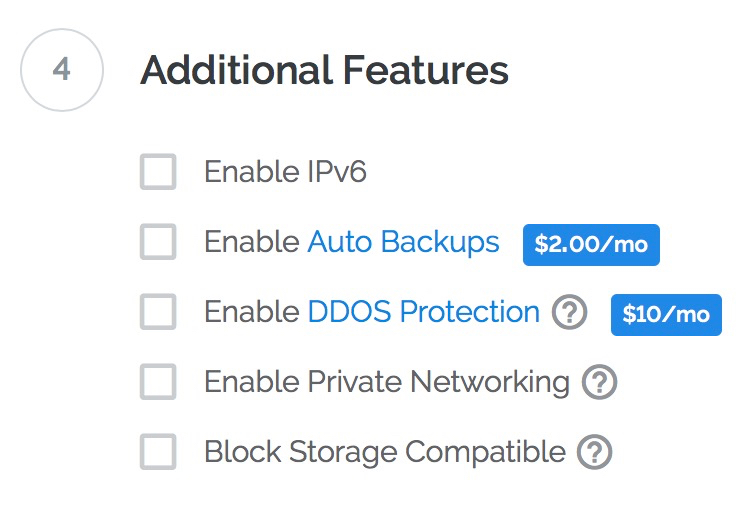 4
Additional Features
Enable IPv6
Enable Auto Backups $2.00/mo
Enable DDOS Protection ? $10/mo
Enable Private Networking ?
Block Storage Compatible ?